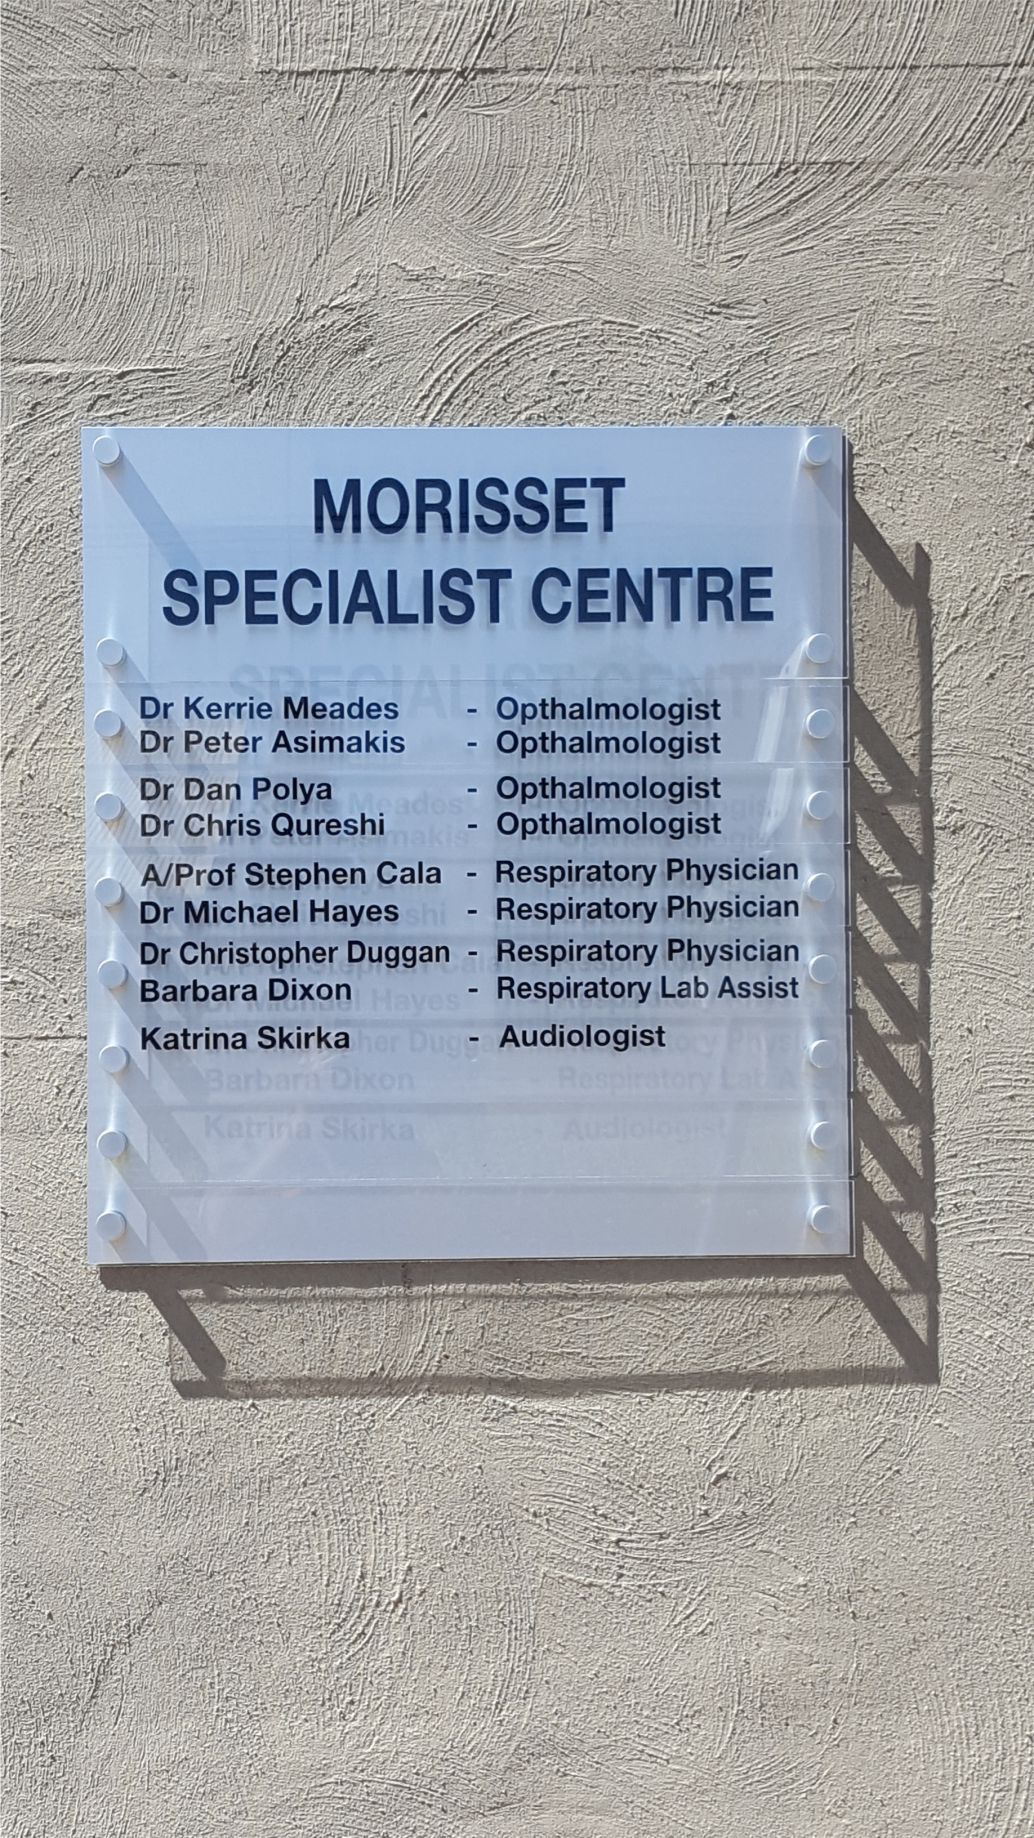 MORISSET
SPECIALIST CENTRE
Dr Kerrie Meades - Opthalmologist
Dr Peter Asimakis - Opthalmologist
Dr Dan Polya - Opthalmologist
Dr Chris Qureshi - Opthalmologist
A/Prof Stephen Cala - Respiratory Physician
Dr Michael Hayes - Respiratory Physician
Dr Christopher Duggan - Respiratory Physician
Barbara Dixon - Respiratory Lab Assist
Katrina Skirka - Audiologist